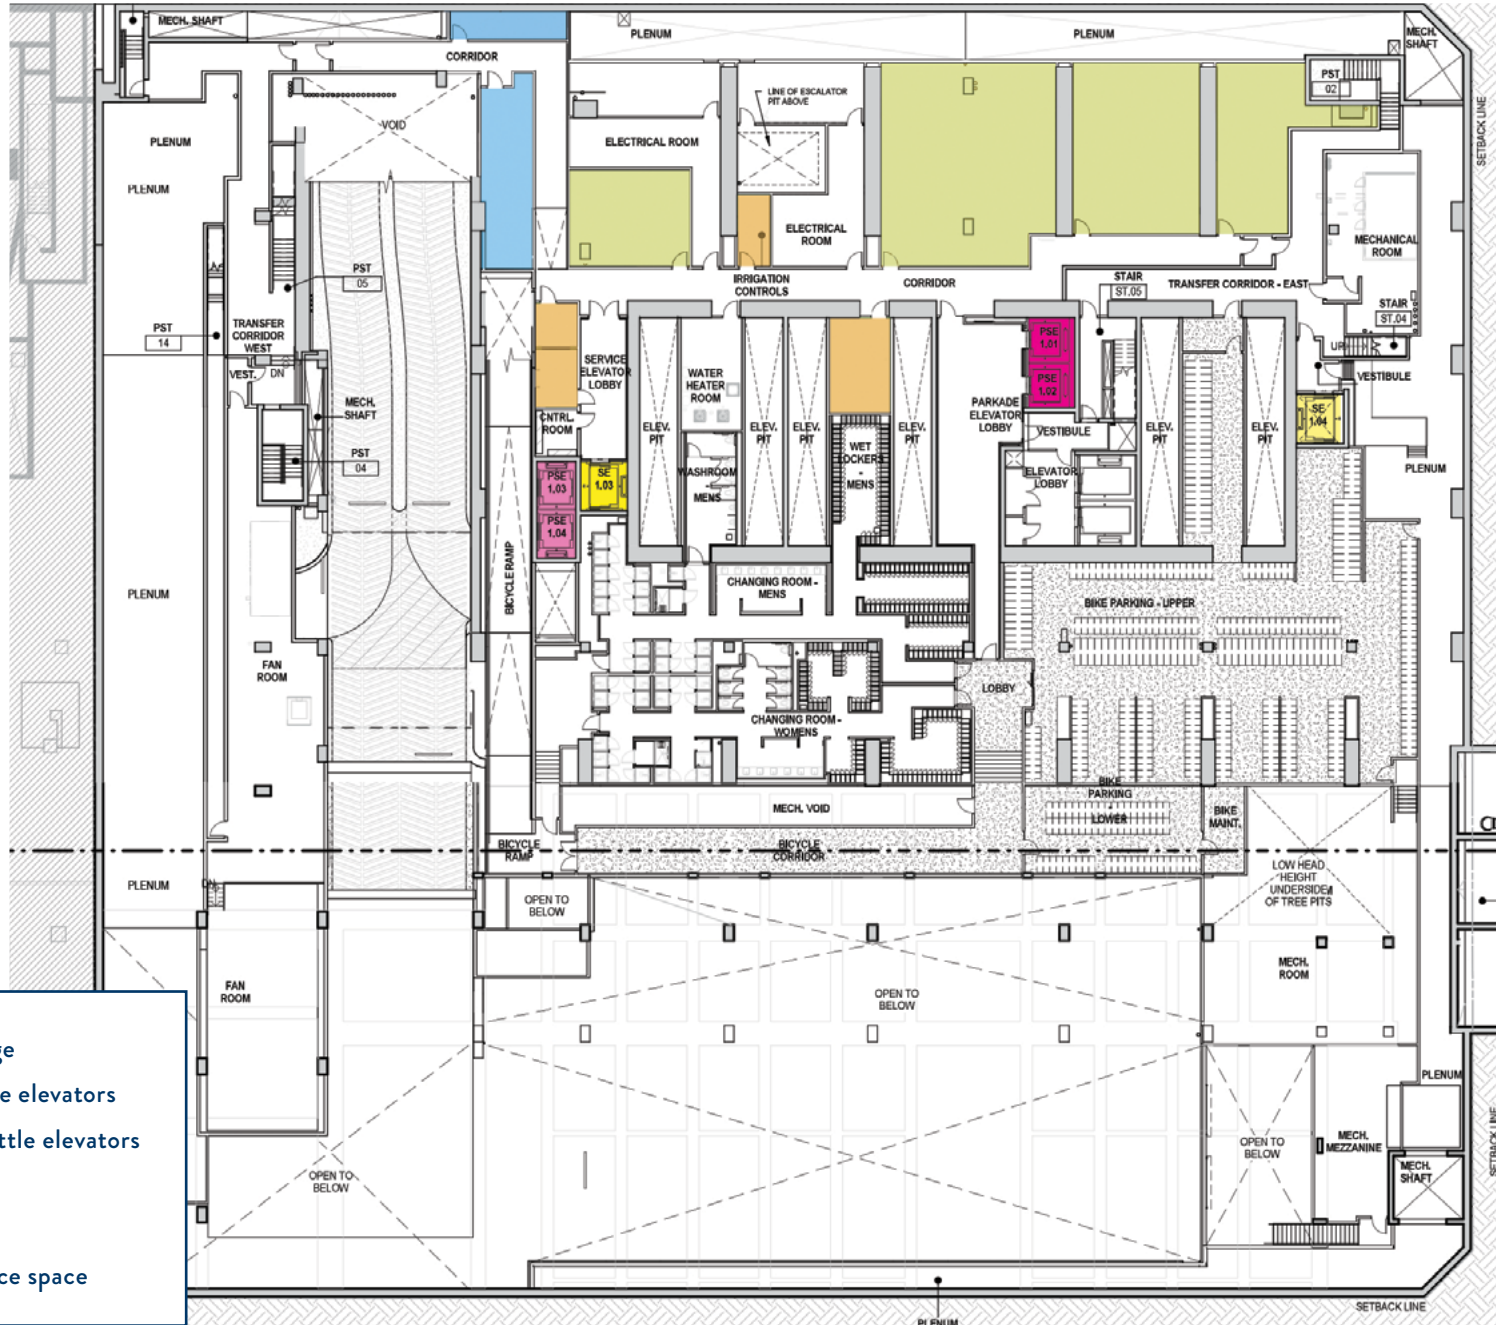 MECH. SHAFT
PLENUM
PLENUM
MECH.
SHAFT
CORRIDOR
PST
02
LINE OF ESCALATOR
PIT ABOVE
VOID
PLENUM
ELECTRICAL ROOM
SETBACK LINE
PLENUM
ELECTRICAL
ROOM
MECHANICAL
ROOM
PST
05
IRRIGATION
CONTROLS
CORRIDOR
STAIR
ST.05
TRANSFER CORRIDOR - EAST
STAIR
ST.04
PST
14
TRANSFER
CORRIDOR
WEST
PSE
1.01
UP
VEST.
DN
SERVICE
ELEVATOR
LOBBY
WATER
HEATER
ROOM
PSE
1.02
VESTIBULE
MECH.
SHAFT
CNTRL.
ROOM
PARKADE
ELEVATOR
LOBBY
SE
1.04
ELEV.
PIT
ELEV.
PIT
ELEV.
PIT
ELEV.
PIT
VESTIBULE
ELEV.
PIT
ELEV.
PIT
WET
LOCKERS
-
MENS
PST
04
PSE
1.03
SE
1.03
WASHROOM
-
MENS
ELEVATOR
LOBBY
PLENUM
PSE
1.04
BICYCLE RAMP
PLENUM
CHANGING ROOM -
MENS
BIKE PARKING - UPPER
FAN
ROOM
LOBBY
CHANGING ROOM -
WOMENS
MECH. VOID
BIKE
PARKING
-
LOWER
BIKE
MAINT.
BICYCLE
RAMP
BICYCLE
CORRIDOR
LOW HEAD
HEIGHT
UNDERSIDE
OF TREE PITS
PLENUM
DN
OPEN TO
BELOW
FAN
ROOM
OPEN TO
BELOW
MECH.
ROOM
ge
e elevators
ttle elevators
ce space
PLENUM
OPEN TO
BELOW
OPEN TO
BELOW
MECH.
MEZZANINE
MECH.
SHAFT
SETBACK LINE
SETBACK LINE
PLENUM